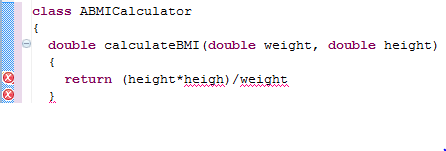 class ABMICalculator
{
double calculateBMI(double weight, double height)
{
return (height*heigh)/weight
}